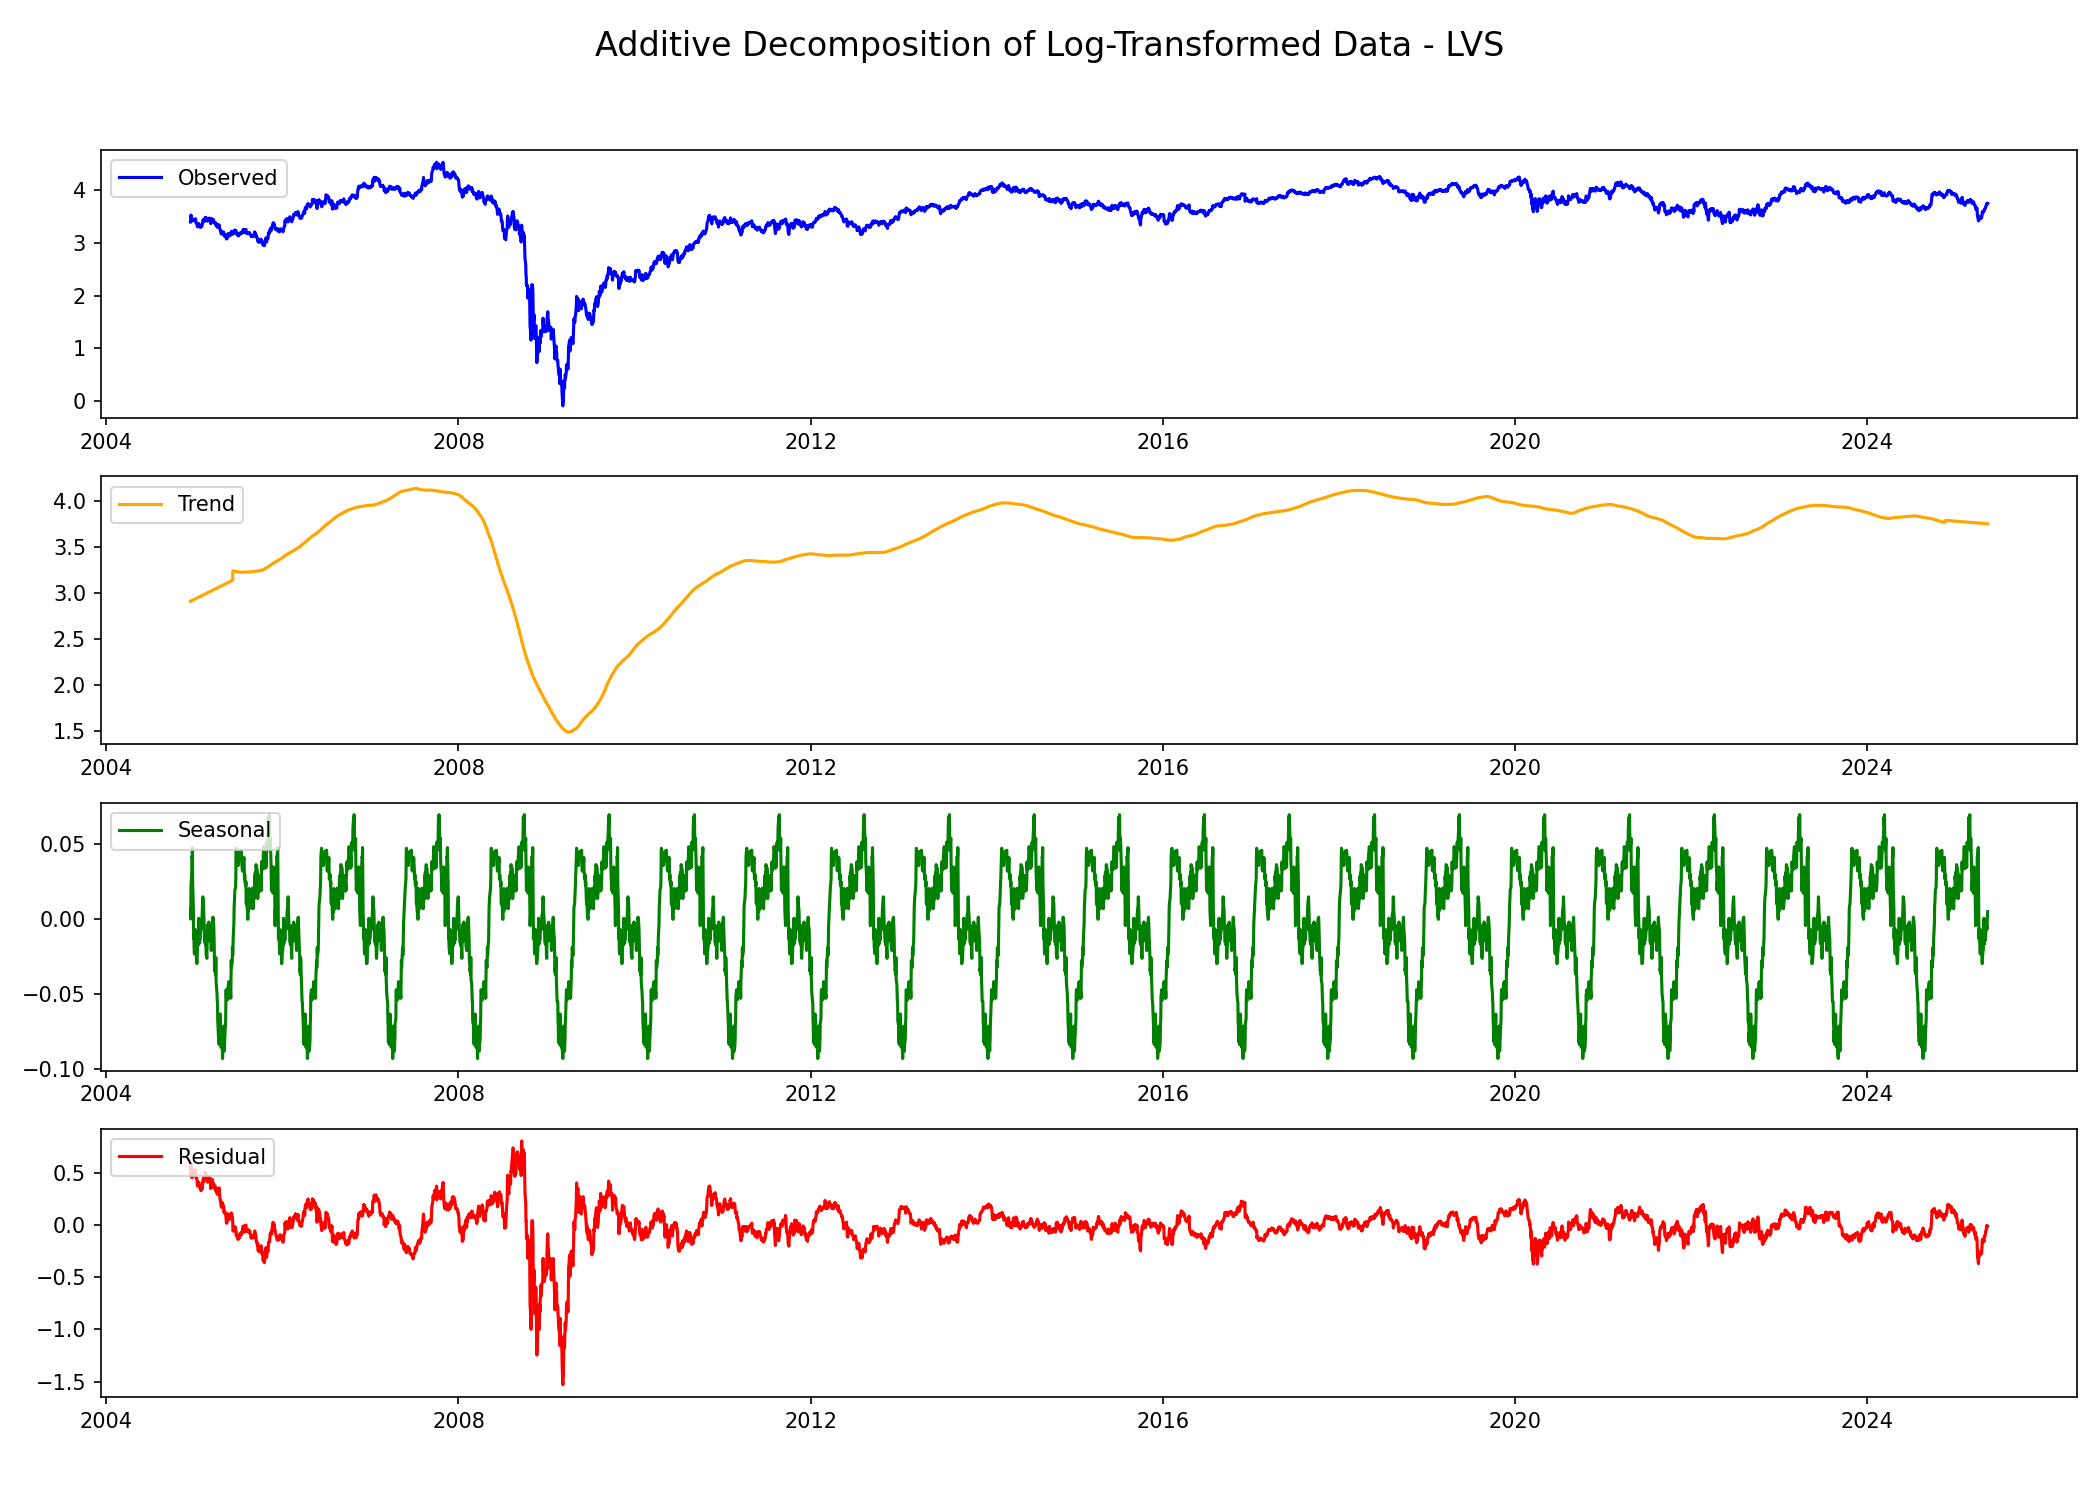 Additive Decomposition of Log-Transformed Data - LVS
Observed
4
3
2
1
0
2004 2008 2012 2016 2020 2024
Trend
4.0
3.5
3.0
2.5
2.0
1.5
2004 2008 2012 2016 2020 2024
Seasonal
0.05
0.00
−0.05
−0.10
2004 2008 2012 2016 2020 2024
Residual
0.5
0.0
−0.5
−1.0
−1.5
2004 2008 2012 2016 2020 2024